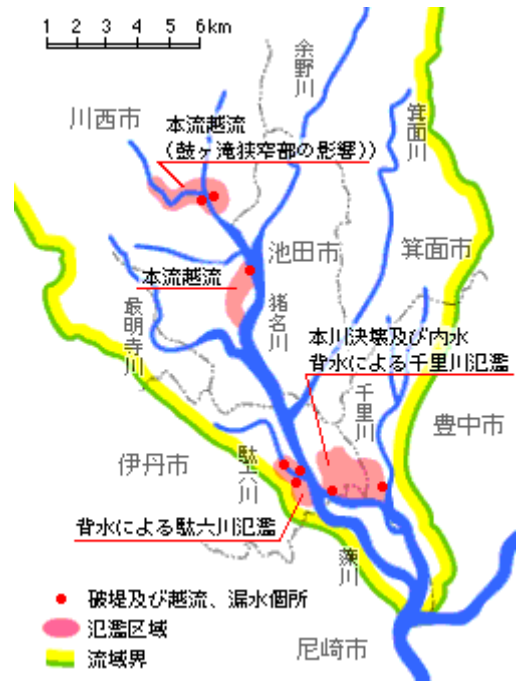 1 2 3 4 5 6km
余野川
川西市
箕面川
本流越流
(鼓ヶ滝狭窄部の影響))
池田市
箕面市
本流越流
猪名川
最明寺川
本川決壊及び内水
背水による千里川氾濫
千里川
豊中市
伊丹市
駄六川
背水による駄六川氾濫
藻川
破堤及び越流、漏水個所
氾濫区域
流域界
尼崎市